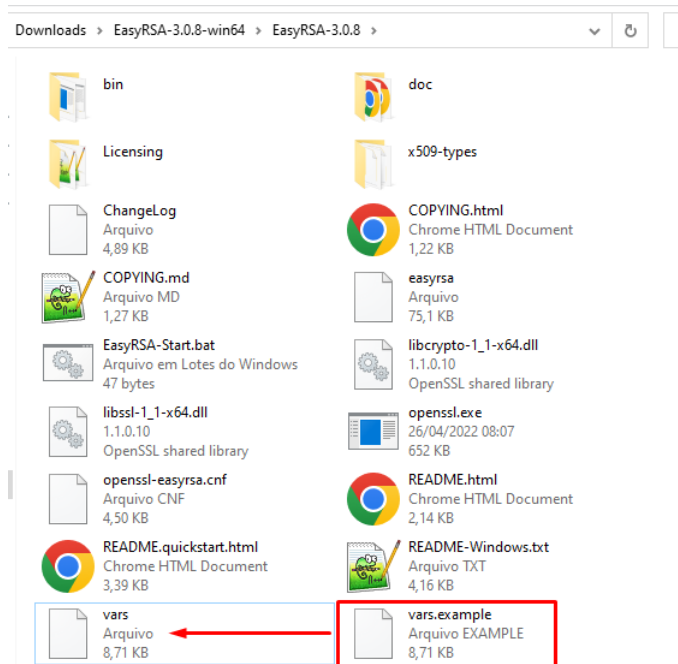 Downloads > EasyRSA-3.0.8-win64 > EasyRSA-3.0.8 >
bin
doc
Licensing
x509-types
ChangeLog
Arquivo
4,89 KB
COPYING.html
Chrome HTML Document
1,22 KB
COPYING.md
Arquivo MD
1,27 KB
easyrsa
Arquivo
75,1 KB
EasyRSA-Start.bat
Arquivo em Lotes do Windows
47 bytes
libcrypto-1_1-x64.dll
1.1.0.10
OpenSSL shared library
libssl-1_1-x64.dll
1.1.0.10
OpenSSL shared library
openssl.exe
26/04/2022 08:07
652 KB
openssl-easyrsa.cnf
Arquivo CNF
4,50 KB
README.html
Chrome HTML Document
2,14 KB
README.quickstart.html
Chrome HTML Document
3,39 KB
README-Windows.txt
Arquivo TXT
4,16 KB
vars
Arquivo
8,71 KB
vars.example
Arquivo EXAMPLE
8,71 KB